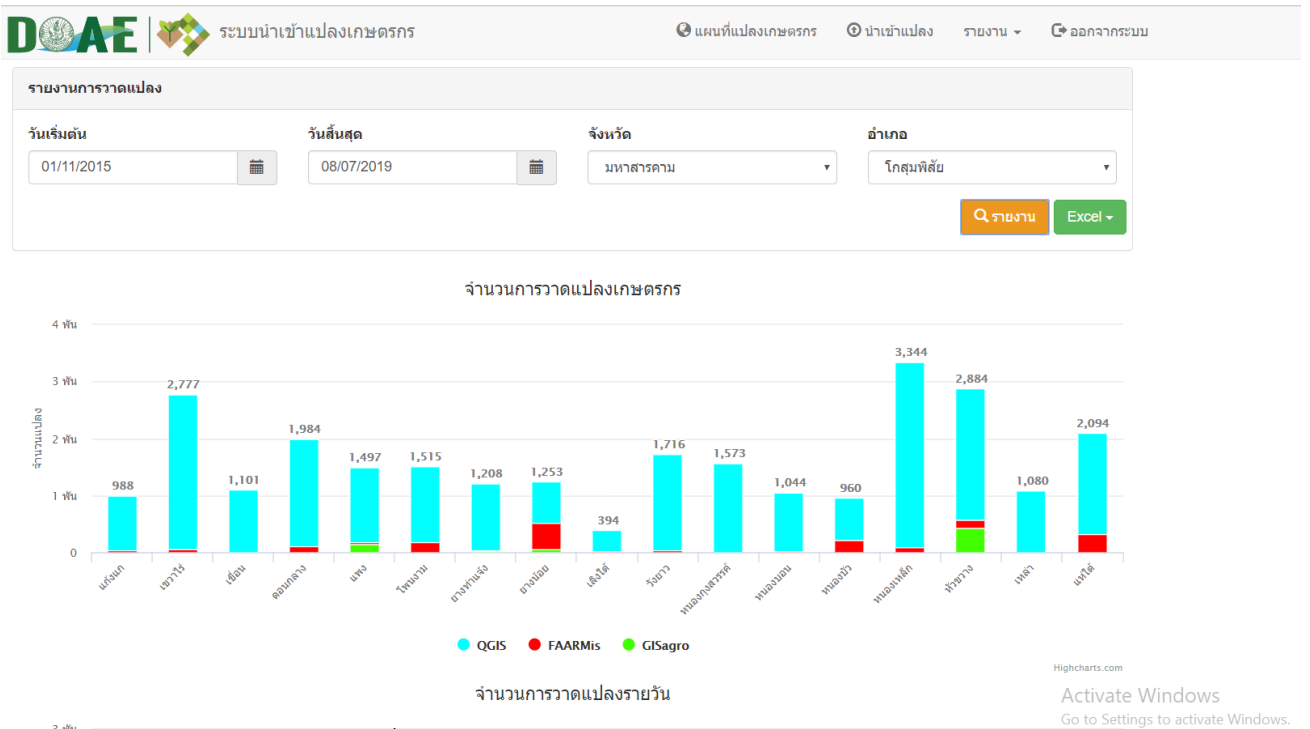 DOAE ระบบนำเข้าแปลงเกษตรกร แผนที่แปลงเกษตรกร นำเข้าแปลง รายงาน ออกจากระบบ
รายงานการวาดแปลง
วันเริ่มต้น วันสิ้นสุด จังหวัด อำเภอ
01/11/2015 08/07/2019 มหาสารคาม โกสุมพิสัย
รายงาน Excel
จำนวนการวาดแปลงเกษตรกร
จำนวนแปลง
4 พัน
3 พัน
2 พัน
1 พัน
0
988 2,777 1,101 1,984 1,497 1,515 1,208 1,253 394 1,716 1,573 1,044 960 3,344 2,884 1,080 2,094
แก้งแก เขวาไร่ เขื่อน ดอนกลาง แพง โพนงาม ยางท่าแจ้ง ยางน้อย เลิงใต้ วังยาว หนองกุงสวรรค์ หนองบอน หนองบัว หนองเหล็ก หัวขวาง เหล่า แห่ใต้
QGIS FAARMis GISagro
Highcharts.com
จำนวนการวาดแปลงรายวัน
3 พัน
Activate Windows
Go to Settings to activate Windows.